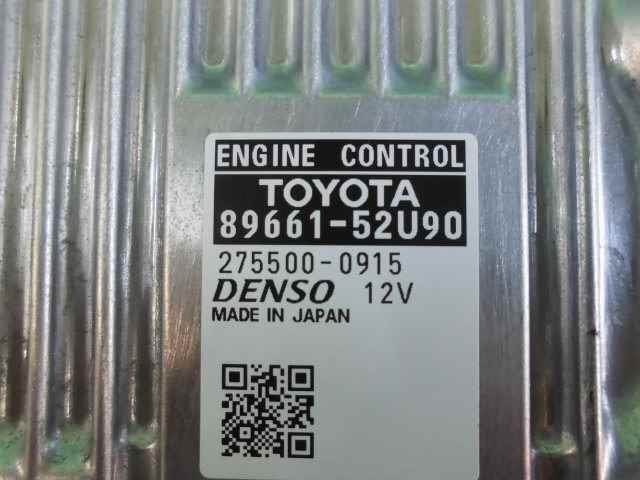 ENGINE CONTROL
TOYOTA
89661-52U90
275500-0915
DENSO 12V
MADE IN JAPAN